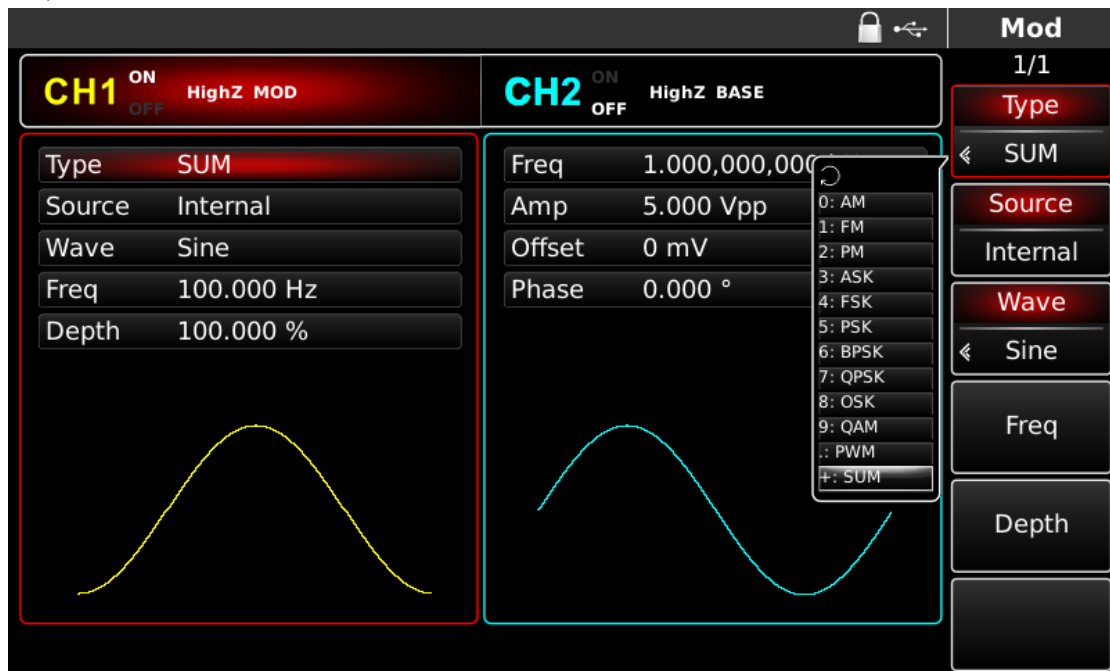 Mod
1/1
CH1 ON OFF HighZ MOD
CH2 ON OFF HighZ BASE
Type SUM
Source Internal
Wave Sine
Freq 100.000 Hz
Depth 100.000 %
Freq 1.000,000,000
Amp 5.000 Vpp
Offset 0 mV
Phase 0.000 °
0: AM
1: FM
2: PM
3: ASK
4: FSK
5: PSK
6: BPSK
7: QPSK
8: OSK
9: QAM
.: PWM
+: SUM
Type
SUM
Source
Internal
Wave
Sine
Freq
Depth